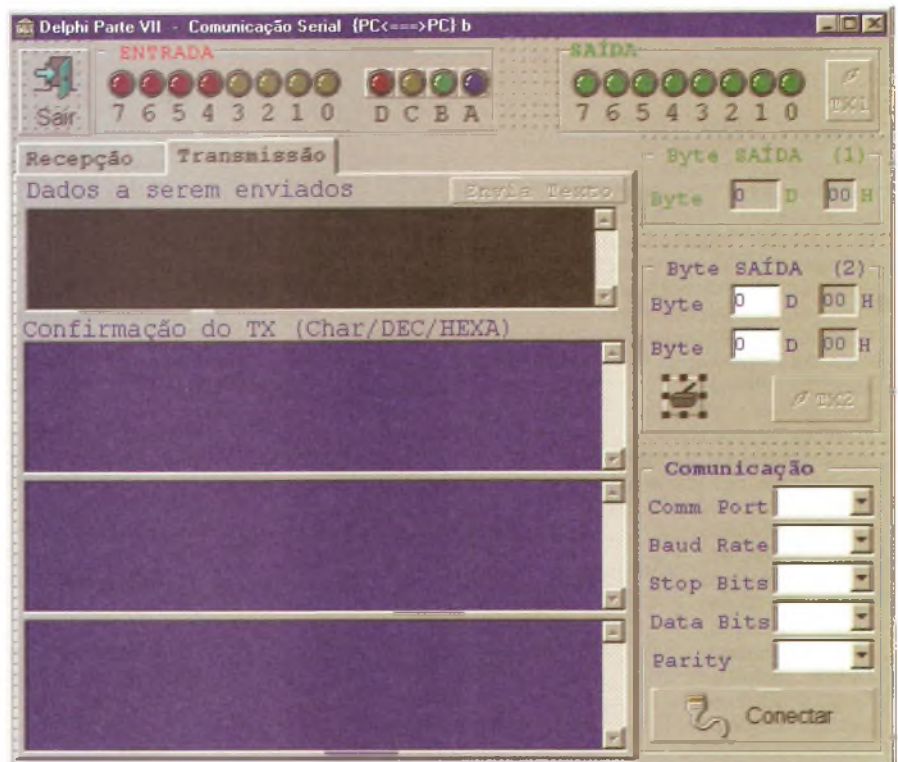 Delphi Parte VII - Comunicação Serial {PC<===>PC} b
ENTRADA
SAÍDA
Sair
7 6 5 4 3 2 1 0
D C B A
7 6 5 4 3 2 1 0
TX1
Recepção
Transmissão
Dados a serem enviados
Envia Texto
Byte SAÍDA (1)
Byte 0 D 00 H
Byte SAÍDA (2)
Byte 0 D 00 H
Byte 0 D 00 H
TX2
Confirmação do TX (Char/DEC/HEXA)
Comunicação
Comm Port
Baud Rate
Stop Bits
Data Bits
Parity
Conectar